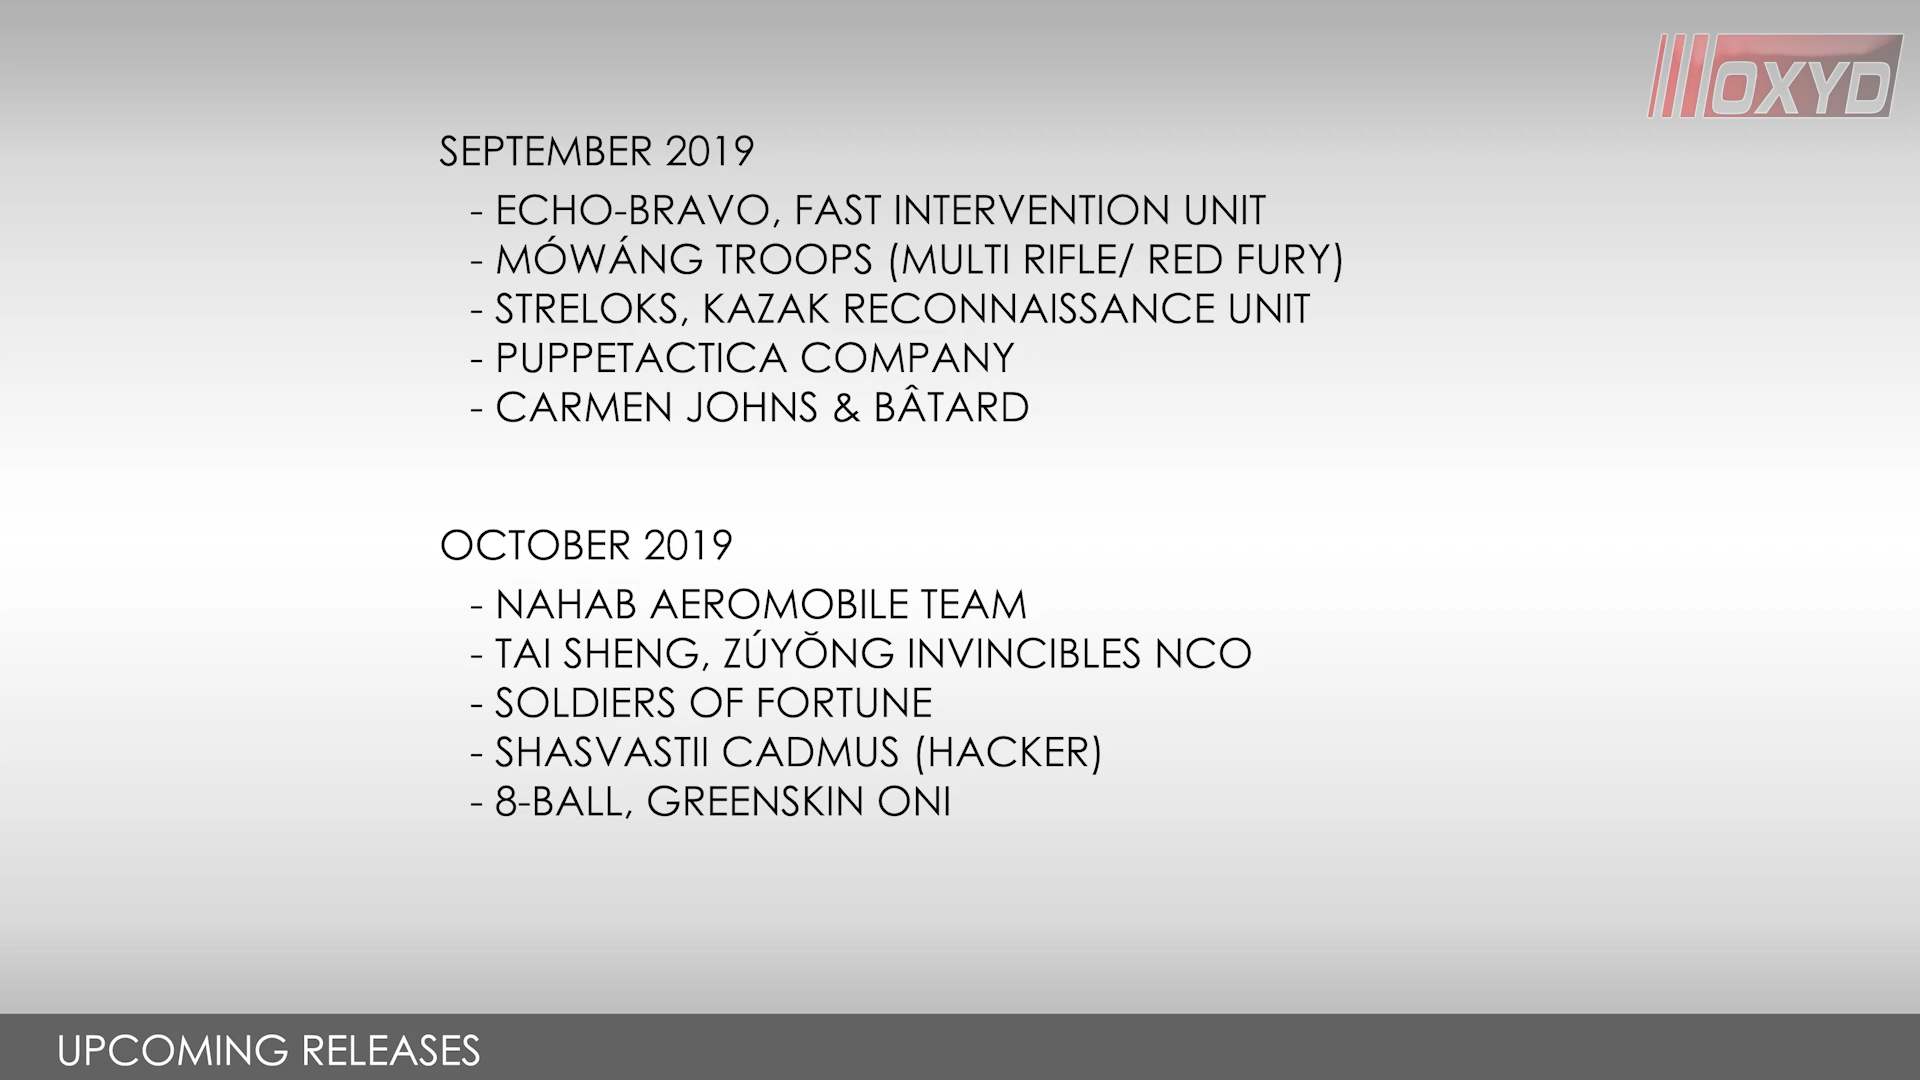 OXYD
SEPTEMBER 2019
- ECHO-BRAVO, FAST INTERVENTION UNIT
- MÓWÁNG TROOPS (MULTI RIFLE/ RED FURY)
- STRELOKS, KAZAK RECONNAISSANCE UNIT
- PUPPETACTICA COMPANY
- CARMEN JOHNS & BÂTARD
OCTOBER 2019
- NAHAB AEROMOBILE TEAM
- TAI SHENG, ZÚYǑNG INVINCIBLES NCO
- SOLDIERS OF FORTUNE
- SHASVASTII CADMUS (HACKER)
- 8-BALL, GREENSKIN ONI
UPCOMING RELEASES